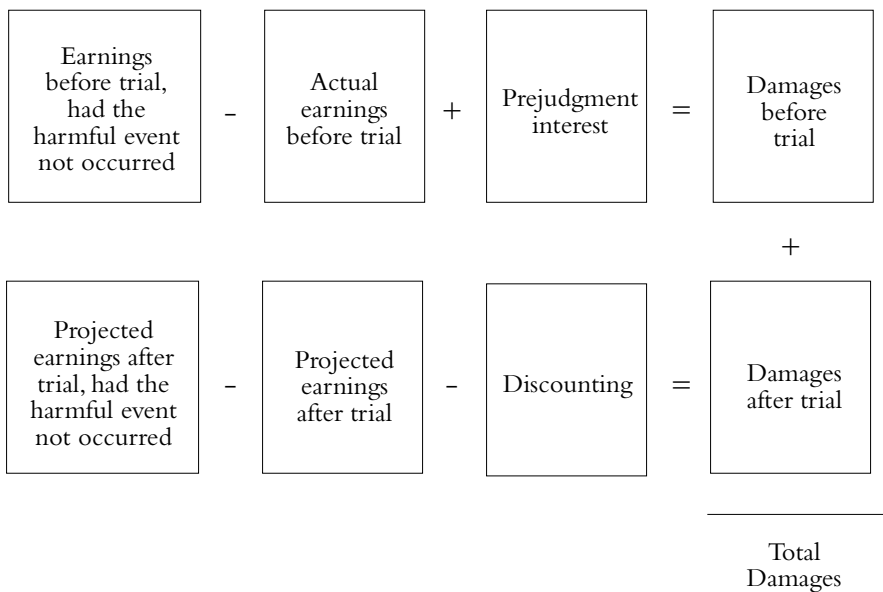 Earnings
before trial,
had the
harmful event
not occurred
-
Actual
earnings
before trial
+
Prejudgment
interest
=
Damages
before
trial
+
Projected
earnings after
trial, had the
harmful event
not occurred
-
Projected
earnings
after trial
-
Discounting
=
Damages
after trial
Total
Damages